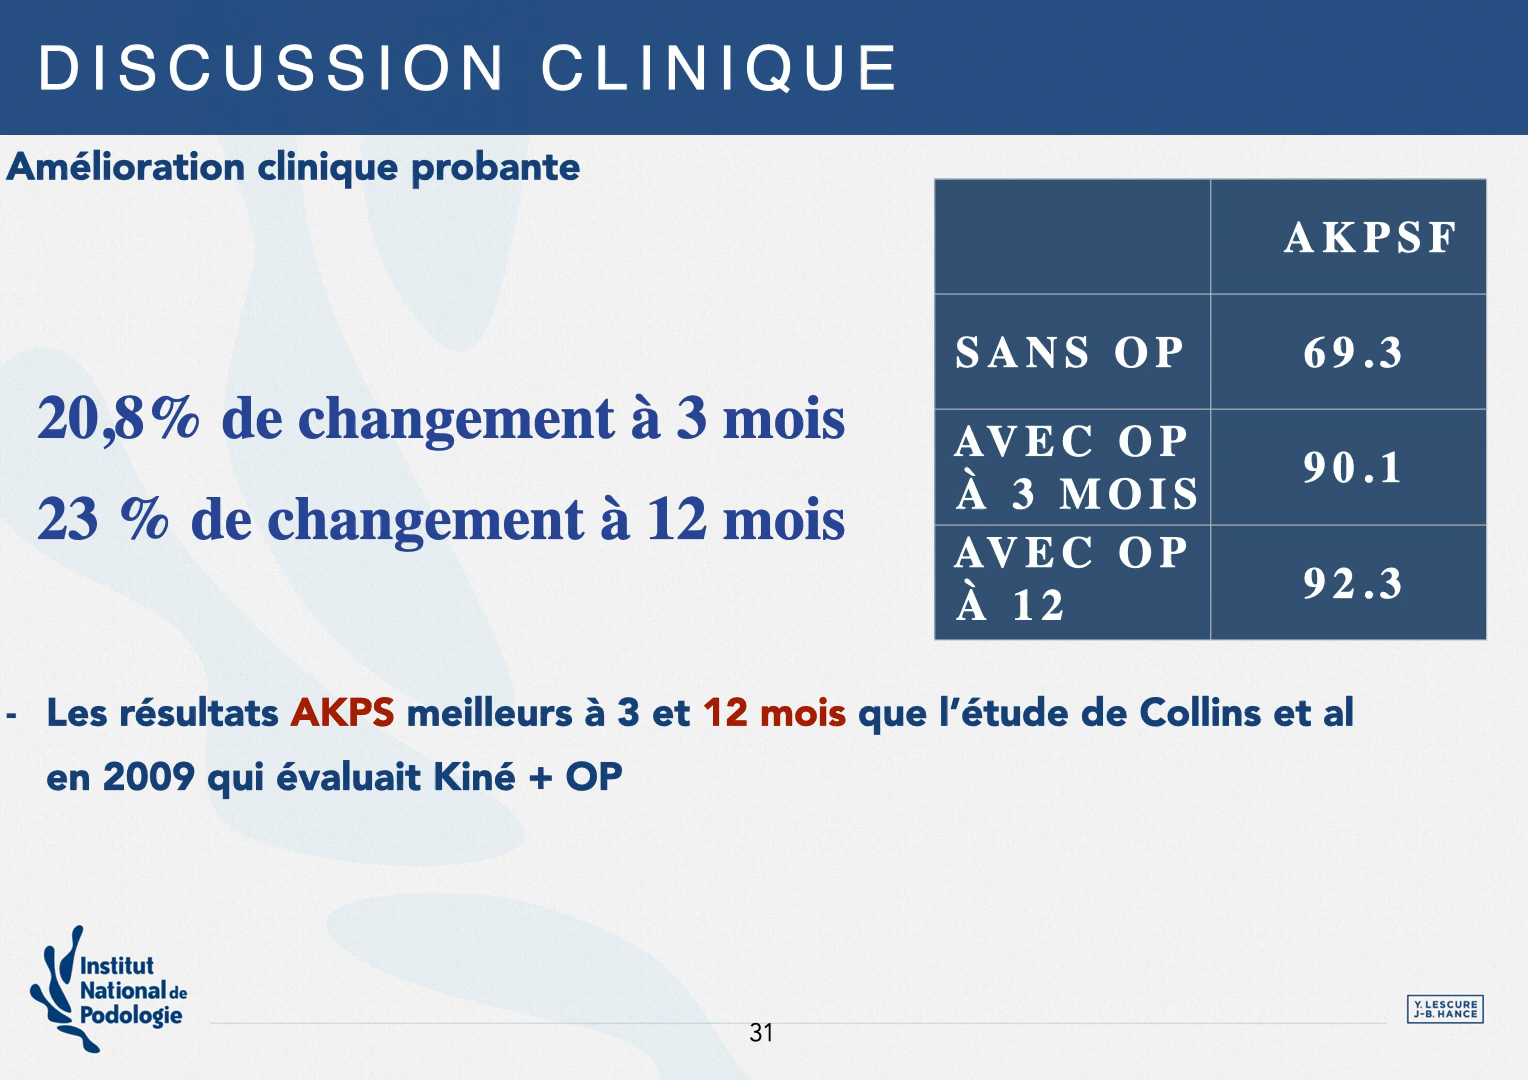 DISCUSSION CLINIQUE
Amélioration clinique probante
AKPSF
SANS OP 69.3
AVEC OP
À 3 MOIS 90.1
AVEC OP
À 12 92.3
20,8% de changement à 3 mois
23 % de changement à 12 mois
- Les résultats AKPS meilleurs à 3 et 12 mois que l’étude de Collins et al
en 2009 qui évaluait Kiné + OP
Institut
National de
Podologie
31
Y. LESCURE
J-B. HANCE